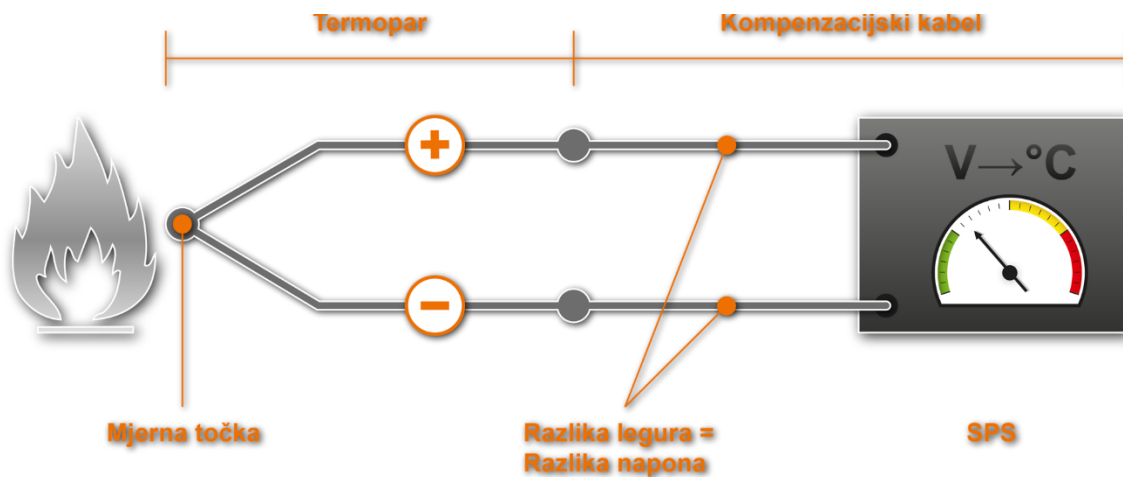 Termopar
Kompenzacijski kabel
+
V→°C
−
Mjerna točka
Razlika legura =
Razlika napona
SPS